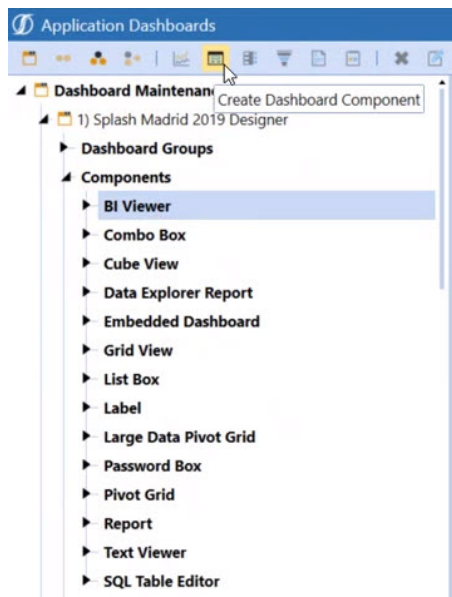 Application Dashboards
Dashboard Maintenan
Create Dashboard Component
1) Splash Madrid 2019 Designer
Dashboard Groups
Components
BI Viewer
Combo Box
Cube View
Data Explorer Report
Embedded Dashboard
Grid View
List Box
Label
Large Data Pivot Grid
Password Box
Pivot Grid
Report
Text Viewer
SQL Table Editor